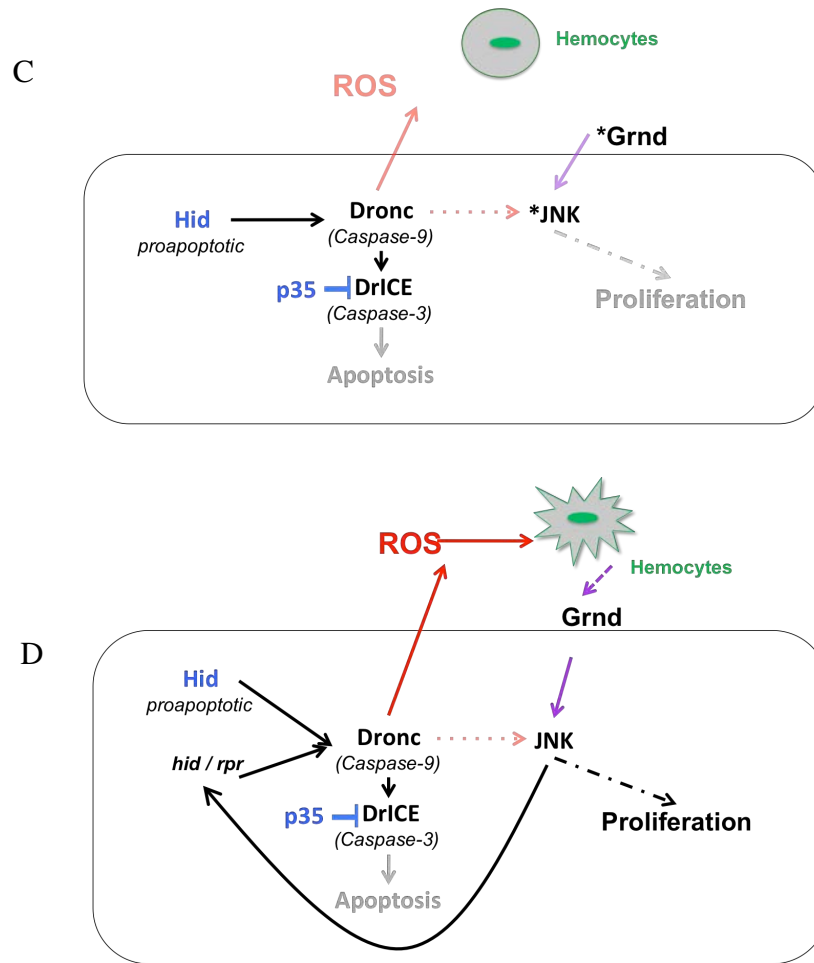 C
Hemocytes
ROS
*Grnd
Hid
proapoptotic
Dronc
(Caspase-9)
*JNK
p35
DrICE
(Caspase-3)
Proliferation
Apoptosis
D
ROS
Hemocytes
Grnd
Hid
proapoptotic
hid / rpr
Dronc
(Caspase-9)
JNK
p35
DrICE
(Caspase-3)
Proliferation
Apoptosis